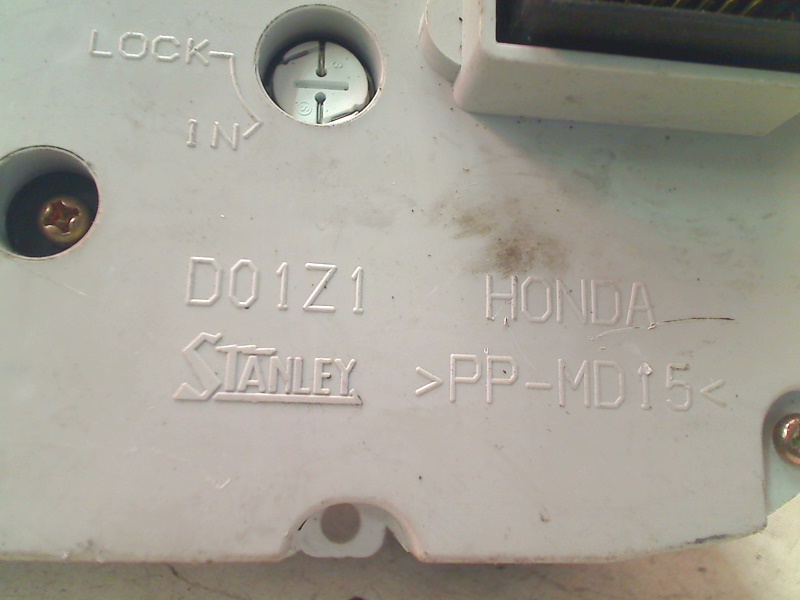 LOCK
IN
D01Z1 HONDA
STANLEY >PP-MD15<